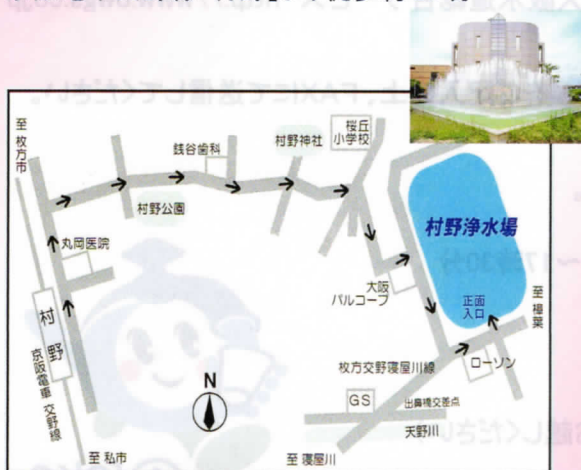 至 枚方市
銭谷歯科
村野神社
桜丘
小学校
村野公園
丸岡医院
村野浄水場
大阪
パルコープ
正面
入口
至 樟葉
村野
京阪電車 交野線
枚方交野寝屋川線
ローソン
N
GS
出鼻橋交差点
天野川
至 私市
至 寝屋川